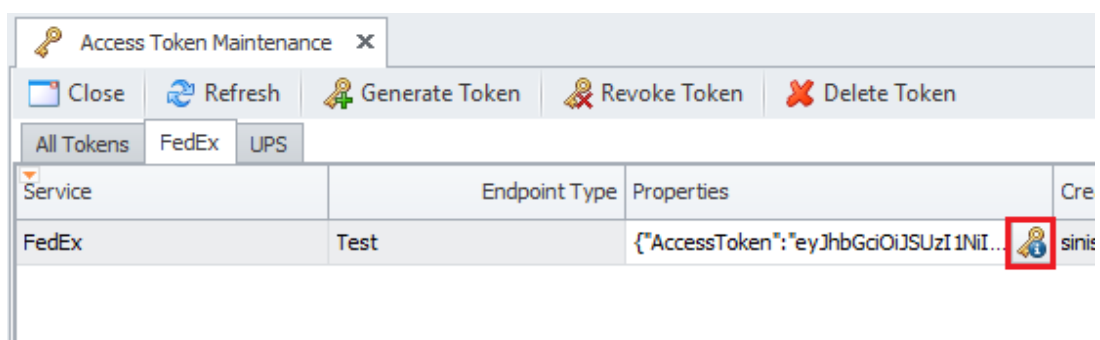 Access Token Maintenance
Close Refresh Generate Token Revoke Token Delete Token
All Tokens FedEx UPS
Service Endpoint Type Properties Cre
FedEx Test {"AccessToken":"eyJhbGciOiJSUzI1NiI... sinis